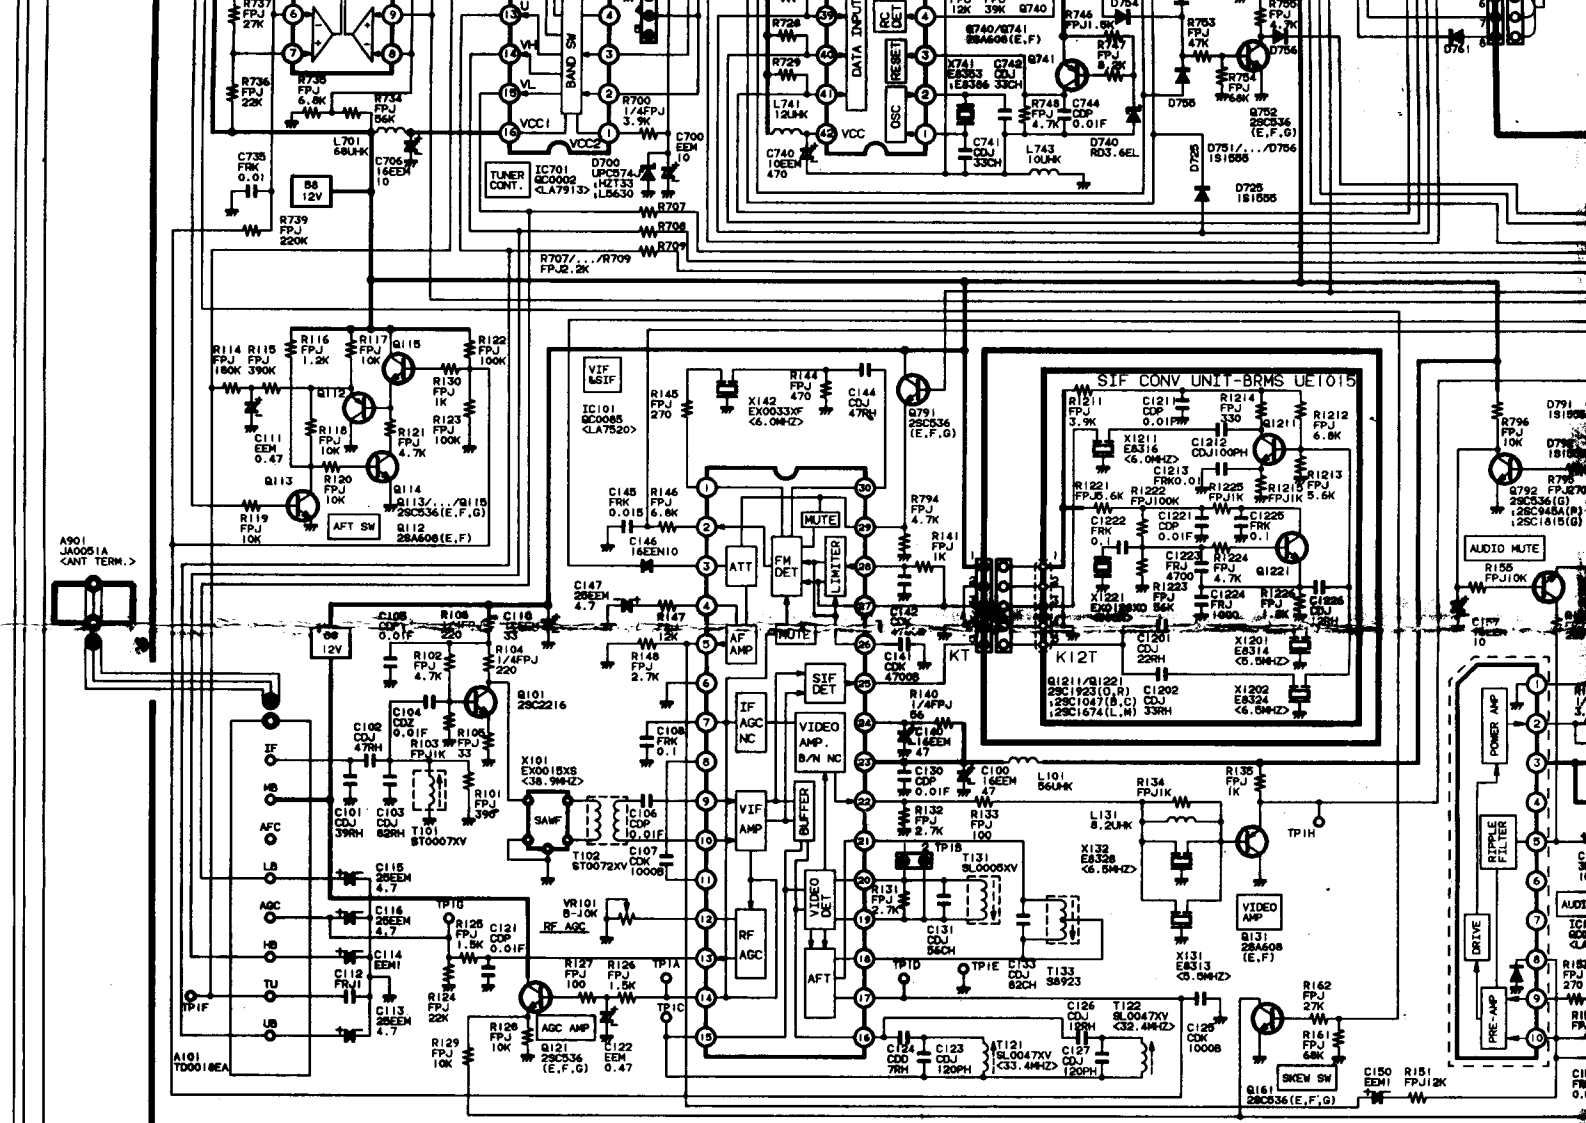 R737
FPJ
27K
R736
FPJ
22K
R735
FPJ
6.8K
R734
FPJ
56K
L701
68UHK
C706
16EEM
10
C735
FRK
0.01
B8
12V
R739
FPJ
220K
VH
VL
VCC1
VCC2
BAND SW
TUNER
CONT.
IC701
QC0002
<LA7913>
R700
1/4FPJ
3.9K
C700
EEM
10
D700
UPC574J
HZT33
L5630
R707
R708
R709
R707/.../R709
FPJ2.2K
R728
R729
L741
12UHK
C740
10EEM
470
VCC
DATA INPUT
RC
DET
RESET
OSC
12K
39K
Q740
Q740/Q741
2SA608(E,F)
X741
E8353
E8386
C742
CDJ
33CH
C741
CDJ
33CH
Q741
R746
FPJ1.5K
D754
R747
FPJ
8.2K
R748
FPJ
4.7K
C744
CDP
0.01F
L743
10UHK
D740
RD3.6EL
R753
FPJ
47K
D755
R754
FPJ
68K
R755
FPJ
4.7K
D756
Q752
2SC536
(E,F,G)
D751/.../D756
1S1555
D725
D725
1S1555
D761
R114
FPJ
180K
R115
FPJ
390K
R116
FPJ
1.2K
R117
FPJ
10K
Q115
R122
FPJ
100K
R130
FPJ
1K
R123
FPJ
100K
Q112
R118
FPJ
10K
R121
FPJ
4.7K
C111
EEM
0.47
R120
FPJ
10K
Q113
Q114
Q113/.../Q115
2SC536(E,F,G)
Q112
2SA608(E,F)
AFT SW
R119
FPJ
10K
VIF
&SIF
IC101
QC0085
<LA7520>
R145
FPJ
270
X142
EX0033XF
<6.0MHZ>
R144
FPJ
470
C144
CDJ
47RH
Q791
2SC536
(E,F,G)
SIF CONV UNIT-BRMS UE1015
R1211
FPJ
3.9K
C1211
CDP
0.01F
R1214
FPJ
330
Q1211
R1212
FPJ
6.8K
X1211
E8316
<6.0MHZ>
C1212
CDJ100PH
C1213
FRK0.01
R1215
FPJ1K
R1213
FPJ
5.6K
R1221
FPJ5.6K
R1222
FPJ100K
R1225
FPJ1K
C1222
FRK
0.1
C1221
CDP
0.01F
C1225
FRK
0.1
C1223
FRJ
4700
R1224
FPJ
4.7K
Q1221
R1223
FPJ
56K
C1224
FRJ
X1221
C1201
CDJ
22RH
X1201
E8314
<5.5MHZ>
C1202
CDJ
33RH
X1202
E8324
<6.5MHZ>
Q1211/Q1221
2SC1923(O,R)
2SC1047(B,C)
2SC1674(L,M)
KT
K12T
R796
FPJ
10K
D791
Q792
2SC536(G)
2SC945A(P)
2SC1815(G)
AUDIO MUTE
R155
FPJ10K
A901
JA0051A
<ANT TERM.>
C145
FRK
0.015
R146
FPJ
6.8K
C146
16EEN10
C147
25EEM
4.7
R147
FPJ
12K
R148
FPJ
2.7K
R794
FPJ
4.7K
R141
FPJ
1K
C142
CDK
C141
CDK
4700B
MUTE
FM
DET
LIMITER
ATT
AF
AMP
MUTE
SIF
DET
IF
AGC
NC
VIDEO
AMP.
B/N NC
VIF
AMP
BUFFER
VIDEO
DET
RF
AGC
AFT
12V
C105
CDP
0.01F
R106
220
R102
FPJ
220
R104
1/4FPJ
220
Q101
2SC2216
C104
CDZ
0.01F
R103
FPJ1K
R105
FPJ
33
C102
CDJ
47RH
C101
CDJ
39RH
C103
CDJ
82RH
T101
ST0007XV
R101
FPJ
390
X101
EX0015XS
<38.9MHZ>
SAWF
T102
ST0072XV
C106
CDP
0.01F
C107
CDK
1000B
C108
FRK
0.1
IF
MB
AFC
LB
AGC
HB
TU
UB
A101
TD0018EA
TP1F
C115
25EEM
4.7
C116
25EEM
4.7
C114
EEM1
C112
FRJ1
C113
25EEM
4.7
TP1G
R125
FPJ
1.5K
C121
CDP
0.01F
R124
FPJ
22K
VR101
B-10K
RF AGC
R127
FPJ
100
R126
FPJ
1.5K
TP1A
TP1C
R129
FPJ
10K
R128
FPJ
10K
AGC AMP
Q121
2SC536
(E,F,G)
C122
EEM
0.47
R140
1/4FPJ
56
C140
16EEM
47
C130
CDP
0.01F
C100
16EEM
47
L101
56UHK
R132
FPJ
2.7K
R133
FPJ
100
TP1B
R131
FPJ
2.7K
T131
SL0005XV
C131
CDJ
56CH
C133
CDJ
82CH
T133
S8923
TP1D
TP1E
C124
CDD
7RH
C123
CDJ
120PH
T121
SL0047XV
<33.4MHZ>
C126
CDJ
12RH
C127
CDJ
120PH
T122
SL0047XV
<32.4MHZ>
C125
CDK
1000B
R134
FPJ1K
L131
8.2UHK
X132
E8328
<6.5MHZ>
X131
E8313
<5.5MHZ>
R135
FPJ
1K
TP1H
VIDEO
AMP
Q131
2SA608
(E,F)
R162
FPJ
27K
R161
FPJ
68K
SKEW SW
Q161
2SC536(E,F,G)
C150
EEM1
R151
FPJ12K
POWER AMP
RIPPLE
FILTER
DRIVE
PRE-AMP